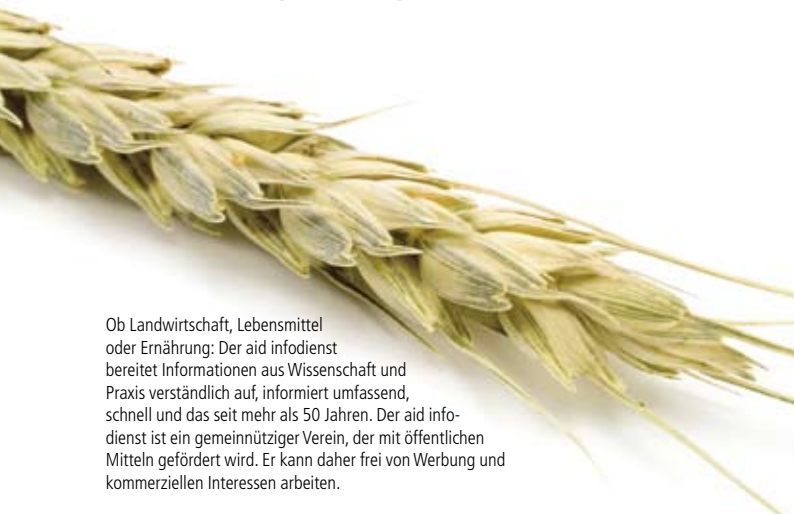 Ob Landwirtschaft, Lebensmittel
oder Ernährung: Der aid infodienst
bereitet Informationen aus Wissenschaft und
Praxis verständlich auf, informiert umfassend,
schnell und das seit mehr als 50 Jahren. Der aid info-
dienst ist ein gemeinnütziger Verein, der mit öffentlichen
Mitteln gefördert wird. Er kann daher frei von Werbung und
kommerziellen Interessen arbeiten.